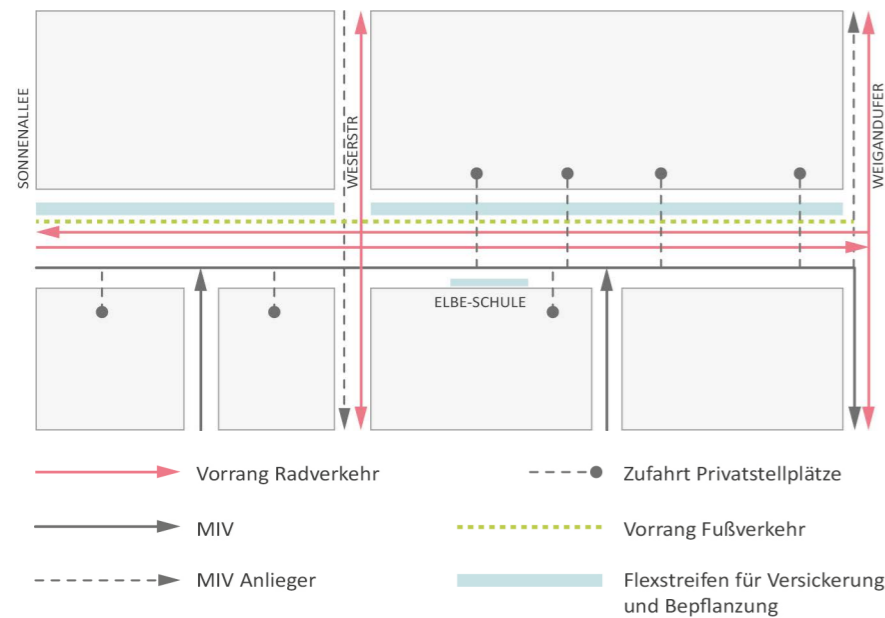 SONNENALLEE
WESERSTR
WEIGANDUFER
ELBE-SCHULE
Vorrang Radverkehr
Zufahrt Privatstellplätze
MIV
Vorrang Fußverkehr
MIV Anlieger
Flexstreifen für Versickerung
und Bepflanzung